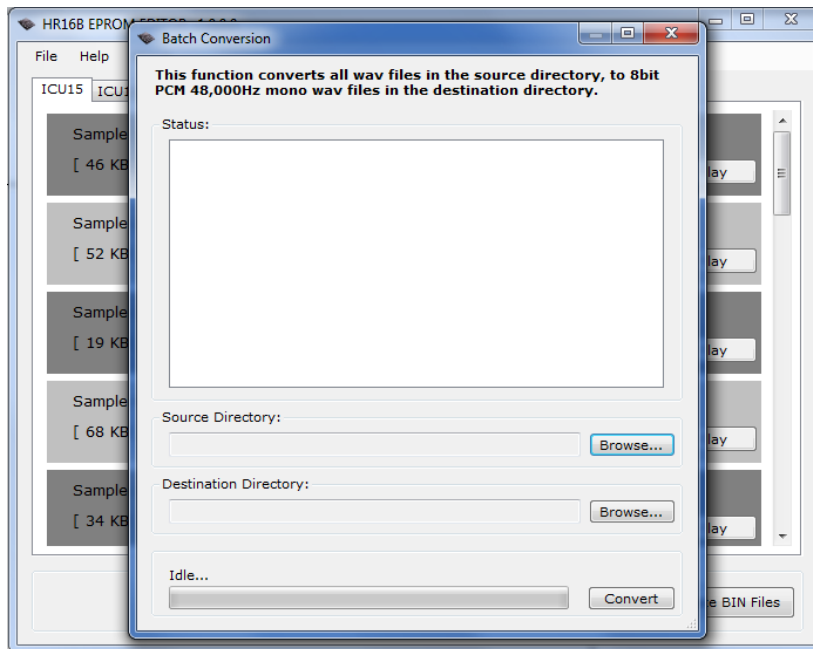 HR16B EPROM EDITOR
Batch Conversion
File Help
This function converts all wav files in the source directory, to 8bit
PCM 48,000Hz mono wav files in the destination directory.
ICU15
Status:
Sample
[ 46 KB
lay
Sample
[ 52 KB
lay
Sample
[ 19 KB
lay
Sample
[ 68 KB
lay
Source Directory:
Browse...
Destination Directory:
Browse...
Sample
[ 34 KB
lay
Idle...
Convert
e BIN Files